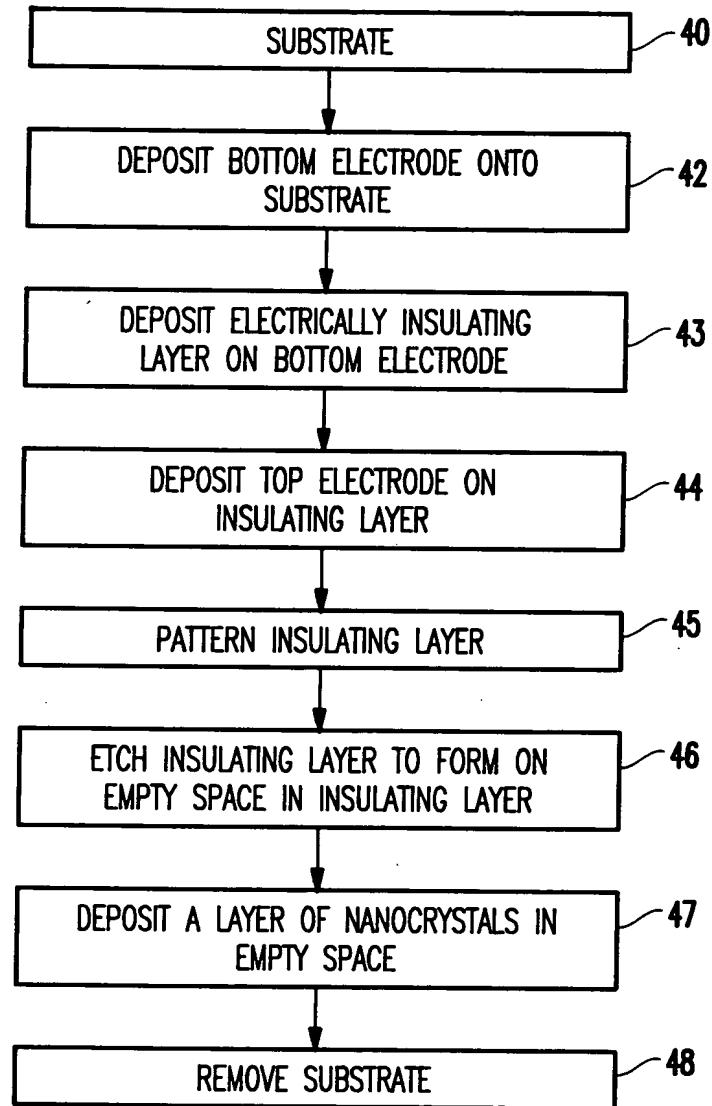 SUBSTRATE
40
DEPOSIT BOTTOM ELECTRODE ONTO
SUBSTRATE
42
DEPOSIT ELECTRICALLY INSULATING
LAYER ON BOTTOM ELECTRODE
43
DEPOSIT TOP ELECTRODE ON
INSULATING LAYER
44
PATTERN INSULATING LAYER
45
ETCH INSULATING LAYER TO FORM ON
EMPTY SPACE IN INSULATING LAYER
46
DEPOSIT A LAYER OF NANOCRYSTALS IN
EMPTY SPACE
47
REMOVE SUBSTRATE
48